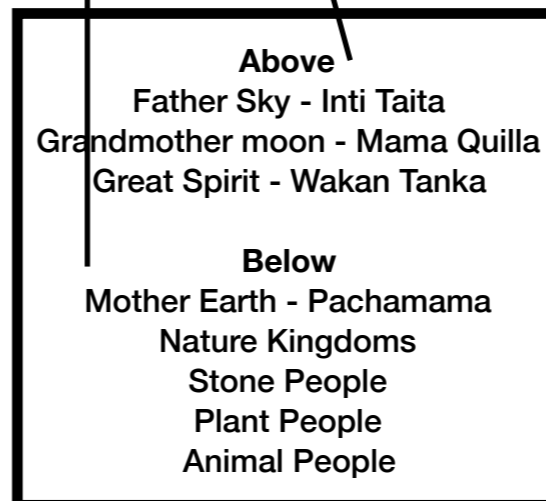 Above
Father Sky - Inti Taita
Grandmother moon - Mama Quilla
Great Spirit - Wakan Tanka
Below
Mother Earth - Pachamama
Nature Kingdoms
Stone People
Plant People
Animal People